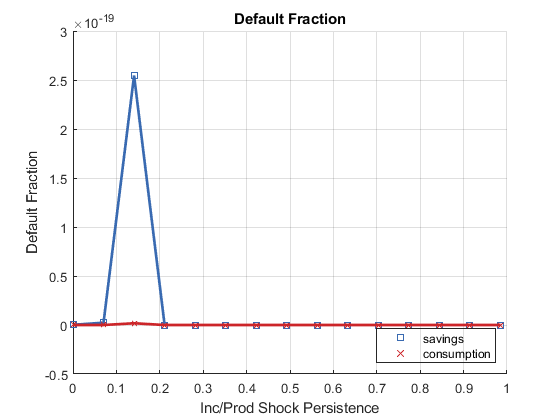 Default Fraction
×10-19
3
2.5
2
1.5
1
0.5
0
-0.5
Default Fraction
0 0.1 0.2 0.3 0.4 0.5 0.6 0.7 0.8 0.9 1
Inc/Prod Shock Persistence
savings
consumption